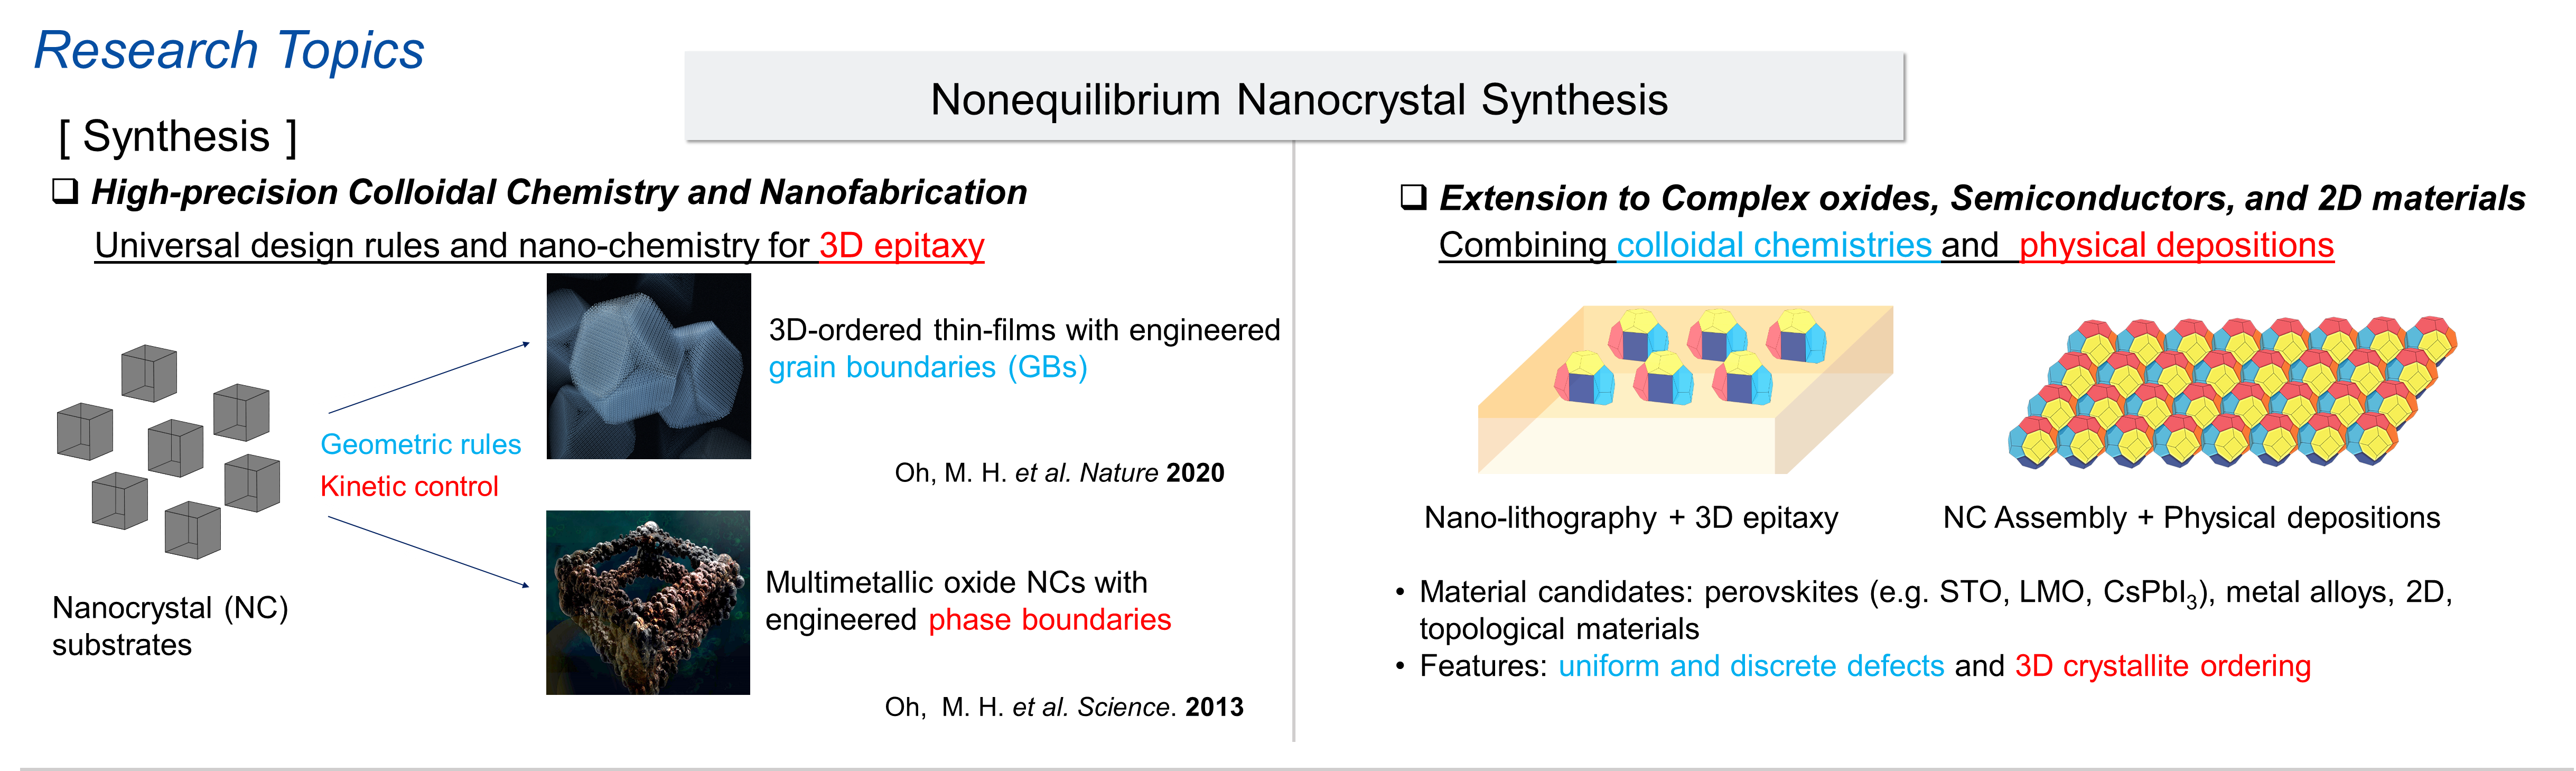 Research Topics
Nonequilibrium Nanocrystal Synthesis
[ Synthesis ]
❑ High-precision Colloidal Chemistry and Nanofabrication
Universal design rules and nano-chemistry for 3D epitaxy
3D-ordered thin-films with engineered
grain boundaries (GBs)
Geometric rules
Kinetic control
Oh, M. H. et al. Nature 2020
Nanocrystal (NC)
substrates
Multimetallic oxide NCs with
engineered phase boundaries
Oh, M. H. et al. Science. 2013
❑ Extension to Complex oxides, Semiconductors, and 2D materials
Combining colloidal chemistries and physical depositions
Nano-lithography + 3D epitaxy
NC Assembly + Physical depositions
• Material candidates: perovskites (e.g. STO, LMO, CsPbI₃), metal alloys, 2D,
topological materials
• Features: uniform and discrete defects and 3D crystallite ordering